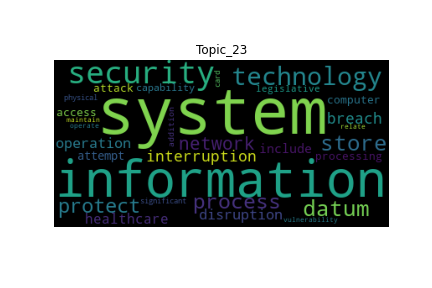 Topic_23
security
card
technology
attack
capability
legislative
physical
system
computer
access
maintain
operate
addition
breach
relate
operation
network
include
store
attempt
interruption
processing
information
protect
process
significant
datum
healthcare
disruption
vulnerability